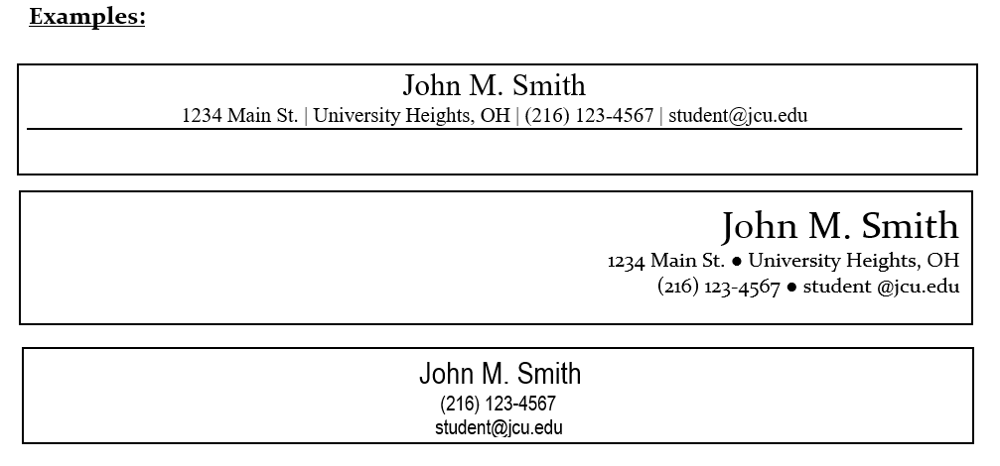 Examples:
John M. Smith
1234 Main St. | University Heights, OH | (216) 123-4567 | student@jcu.edu
John M. Smith
1234 Main St. ● University Heights, OH
(216) 123-4567 ● student @jcu.edu
John M. Smith
(216) 123-4567
student@jcu.edu